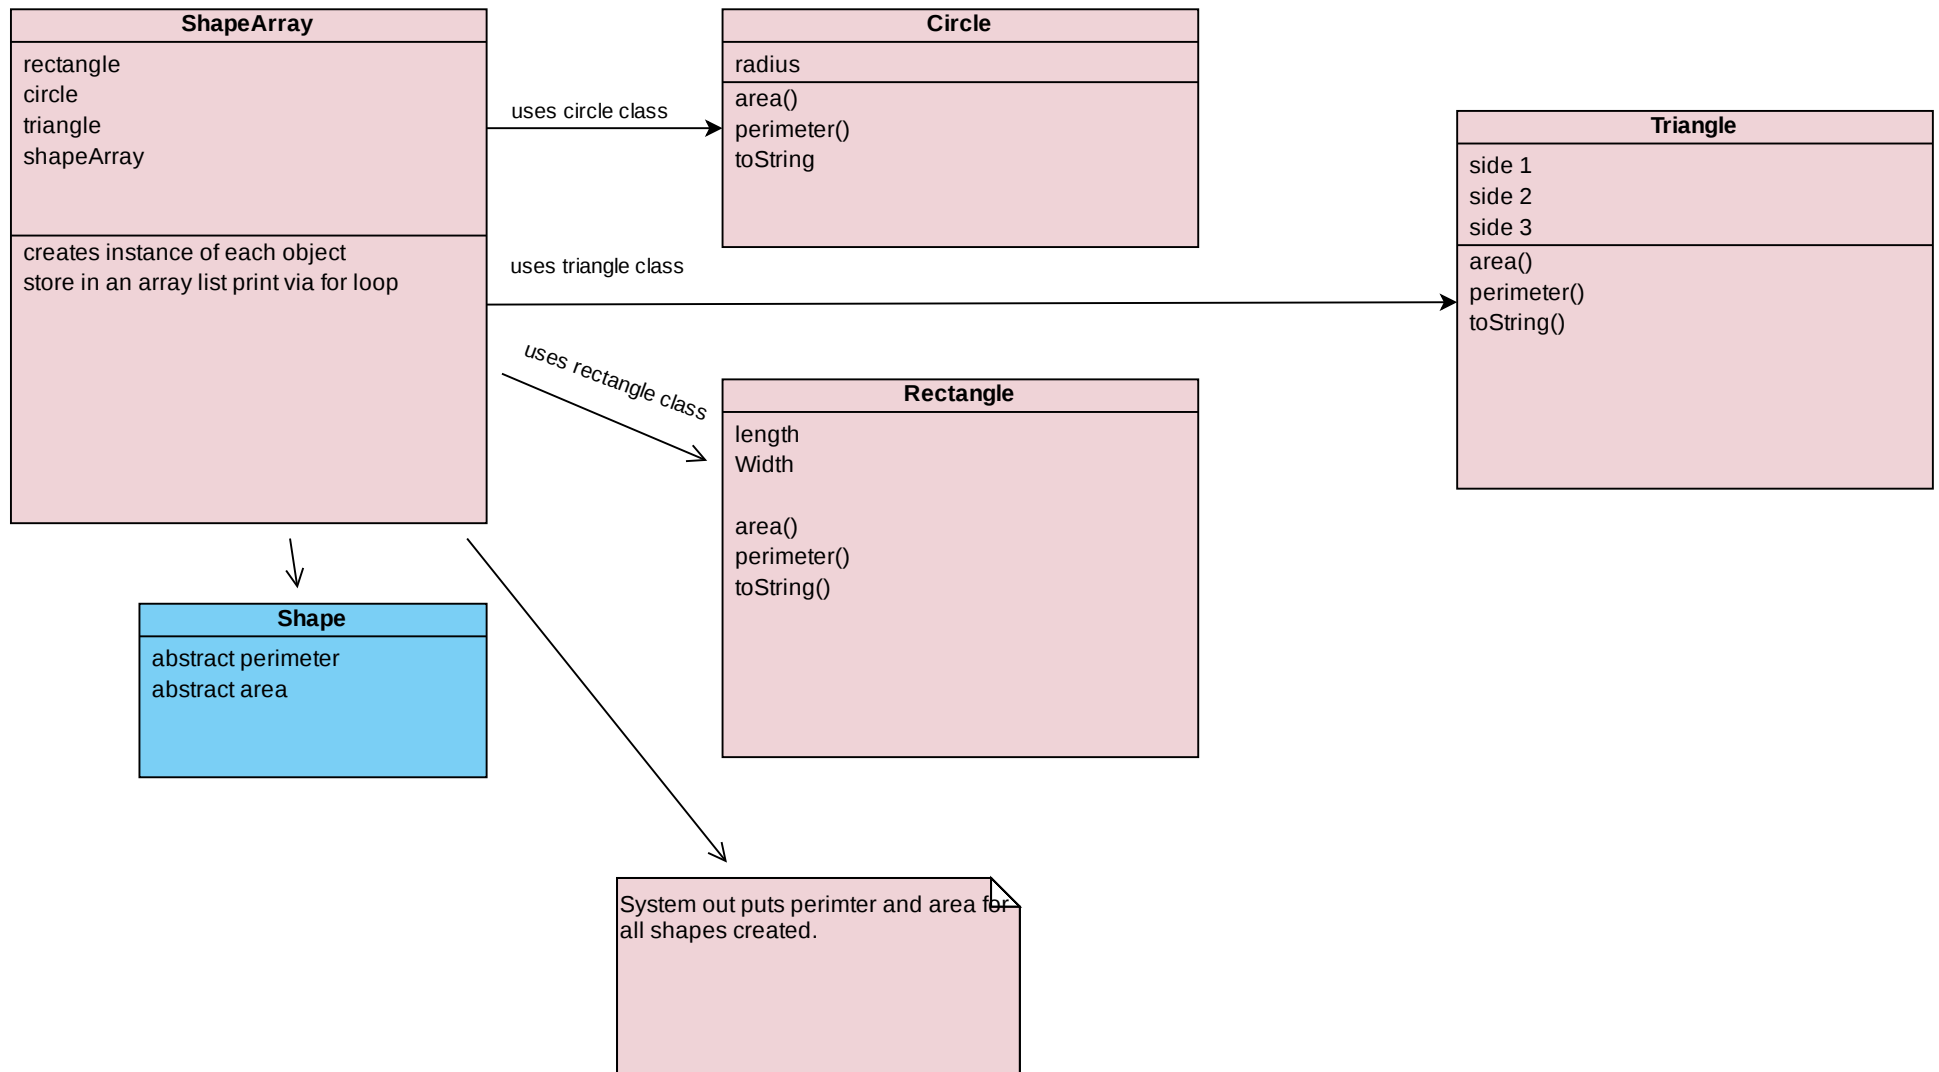 ShapeArray
rectangle
circle
triangle
shapeArray
creates instance of each object
store in an array list print via for loop
uses circle class
Circle
radius
area()
perimeter()
toString
uses triangle class
Triangle
side 1
side 2
side 3
area()
perimeter()
toString()
uses rectangle class
Rectangle
length
Width
area()
perimeter()
toString()
Shape
abstract perimeter
abstract area
System out puts perimter and area for
all shapes created.